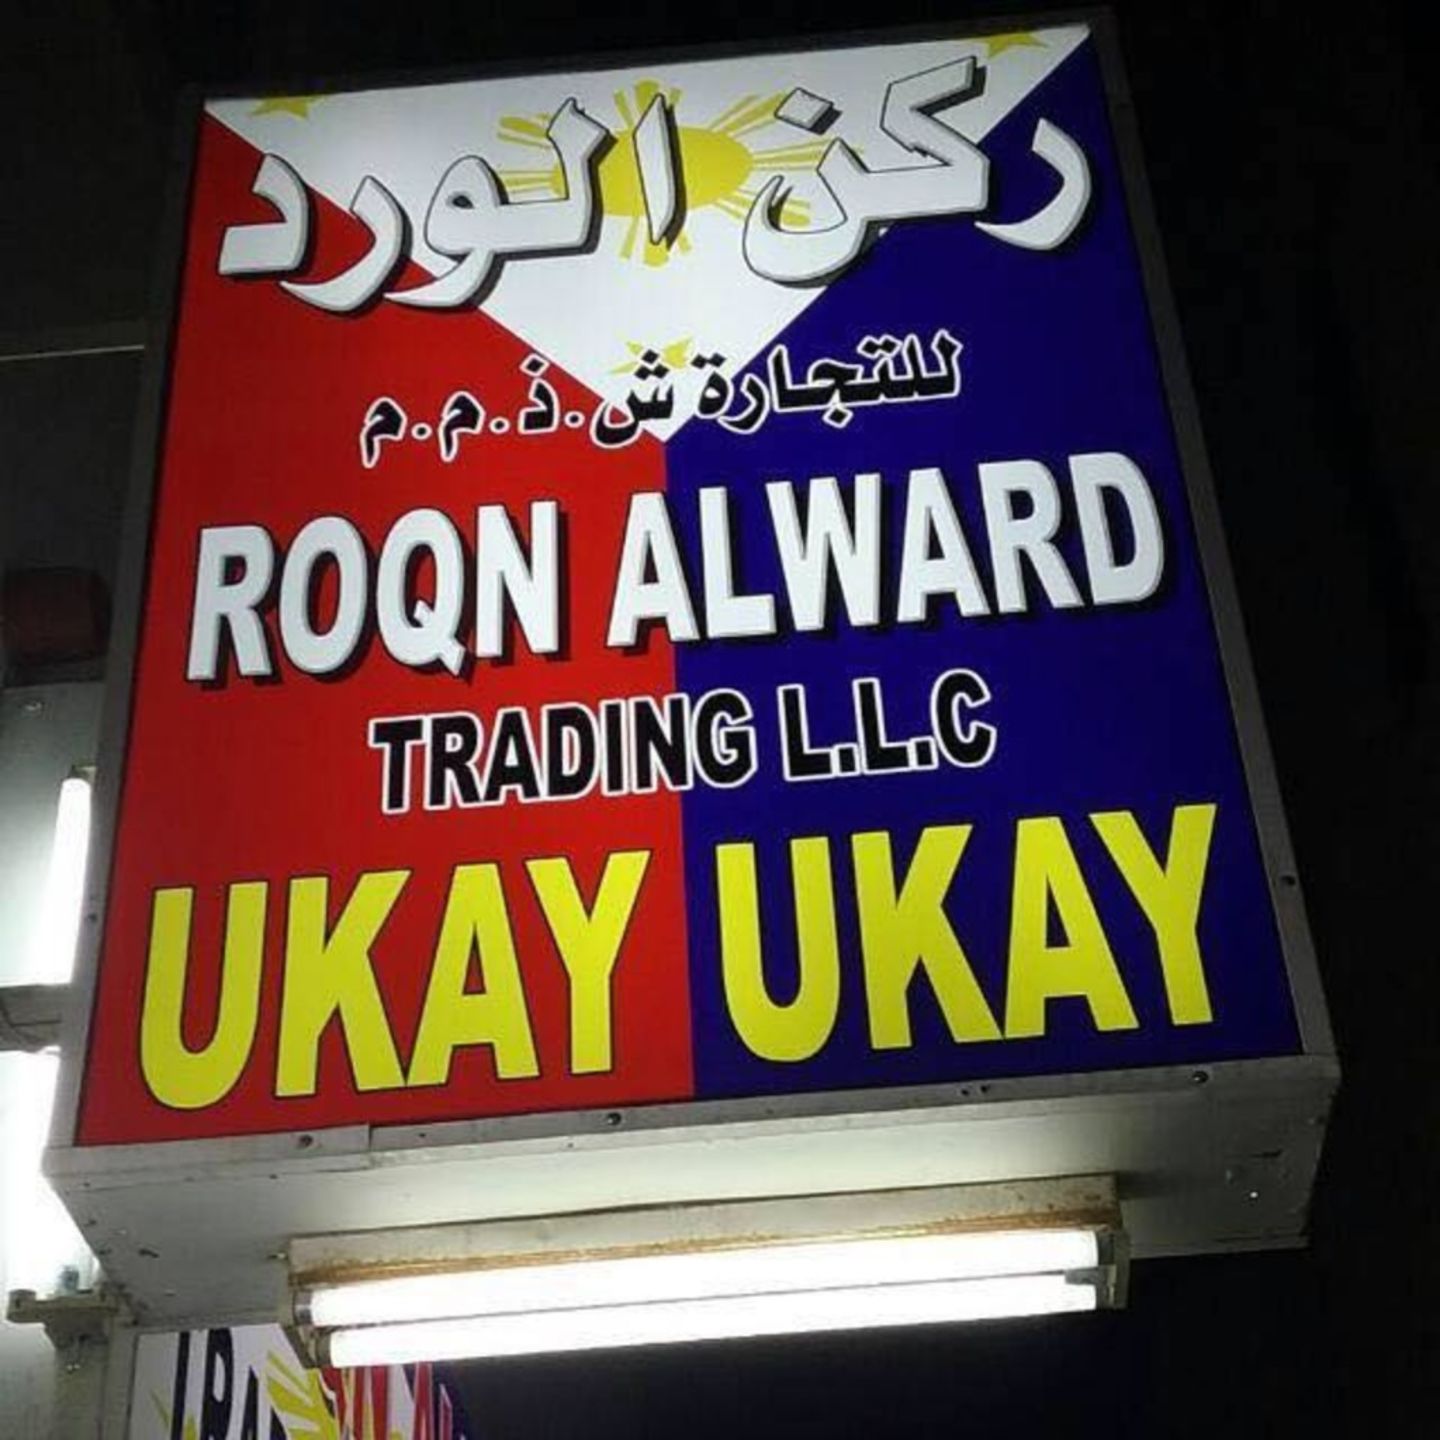 ركن الورد
للتجارة ش.ذ.م.م
ROQN ALWARD
TRADING L.L.C
UKAY UKAY